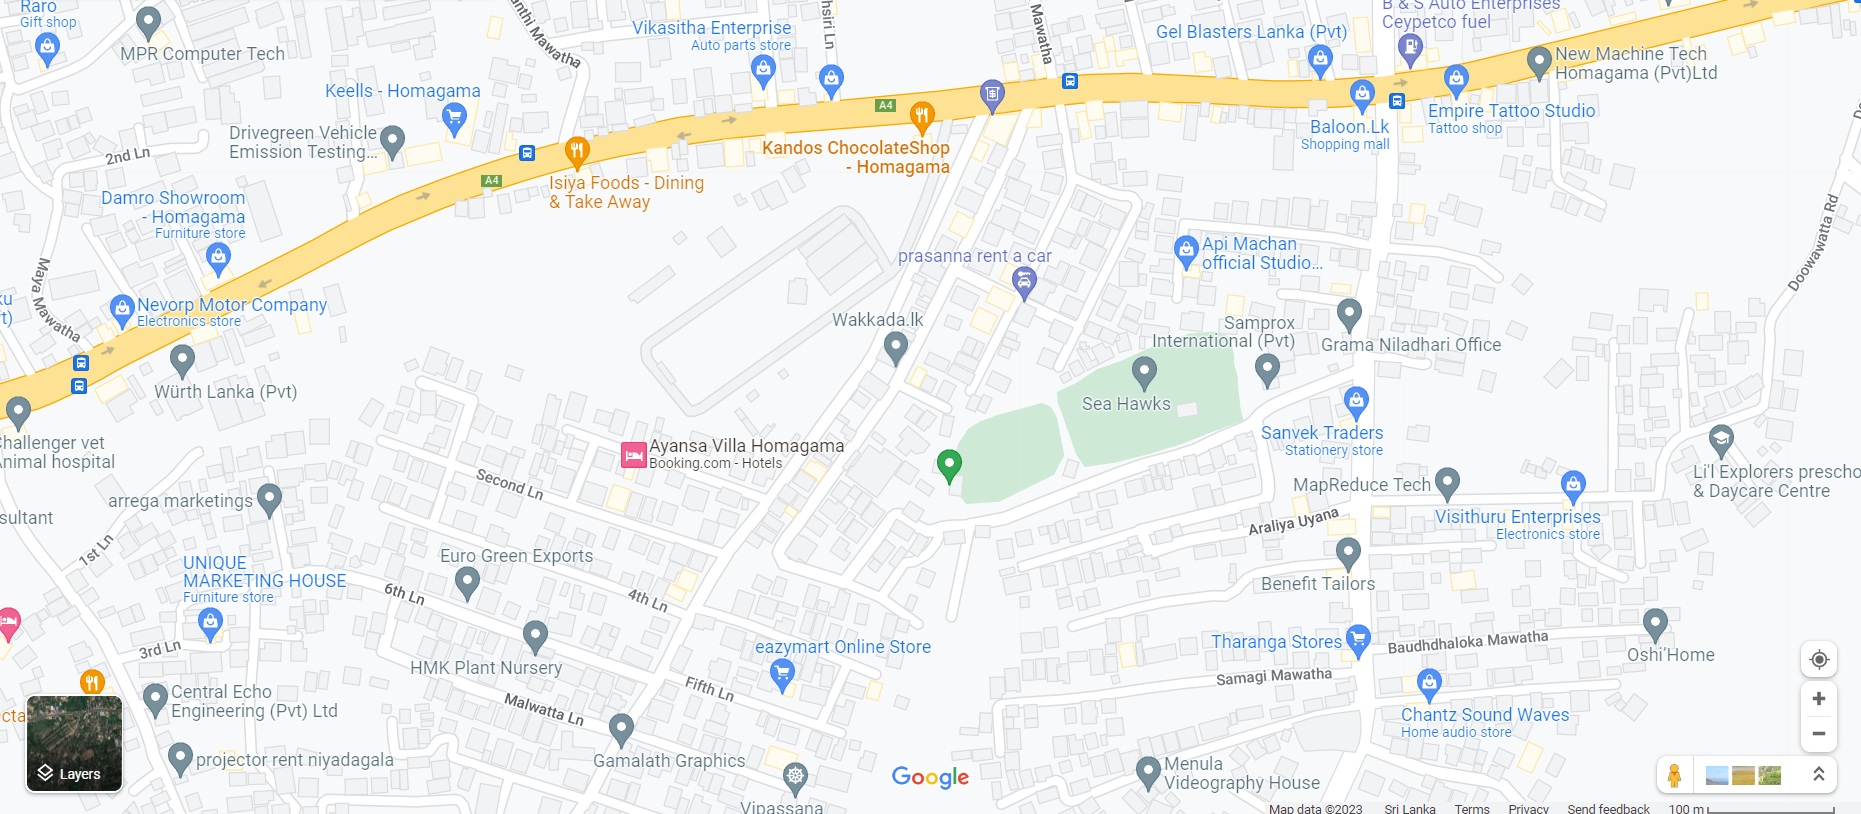 Raro
Gift shop
MPR Computer Tech
Mawatha
Vikasitha Enterprise
Auto parts store
Mawatha
Gel Blasters Lanka (Pvt)
B & S Auto Enterprises
Ceypetco fuel
New Machine Tech
Homagama (Pvt)Ltd
Keells - Homagama
A4
Empire Tattoo Studio
Tattoo shop
Baloon.Lk
Shopping mall
Drivegreen Vehicle
Emission Testing...
2nd Ln
Kandos ChocolateShop
- Homagama
A4
Isiya Foods - Dining
& Take Away
Damro Showroom
- Homagama
Furniture store
Doowawatta Rd
Maya Mawatha
prasanna rent a car
Api Machan
official Studio...
Nevorp Motor Company
Electronics store
Wakkada.lk
Samprox
International (Pvt)
Grama Niladhari Office
Würth Lanka (Pvt)
Sea Hawks
Challenger vet
Animal hospital
Ayansa Villa Homagama
Booking.com - Hotels
Sanvek Traders
Stationery store
Li'l Explorers prescho
& Daycare Centre
Second Ln
arrega marketings
MapReduce Tech
sultant
Araliya Uyana
Visithuru Enterprises
Electronics store
1st Ln
UNIQUE
MARKETING HOUSE
Furniture store
Euro Green Exports
6th Ln
4th Ln
Benefit Tailors
3rd Ln
eazymart Online Store
Tharanga Stores
Baudhdhaloka Mawatha
Oshi'Home
HMK Plant Nursery
Samagi Mawatha
Fifth Ln
Malwatta Ln
Central Echo
Engineering (Pvt) Ltd
Chantz Sound Waves
Home audio store
projector rent niyadagala
Gamalath Graphics
Layers
Google
Menula
Videography House
Vipassana
Map data ©2023
Sri Lanka
Terms
Privacy
Send feedback
100 m